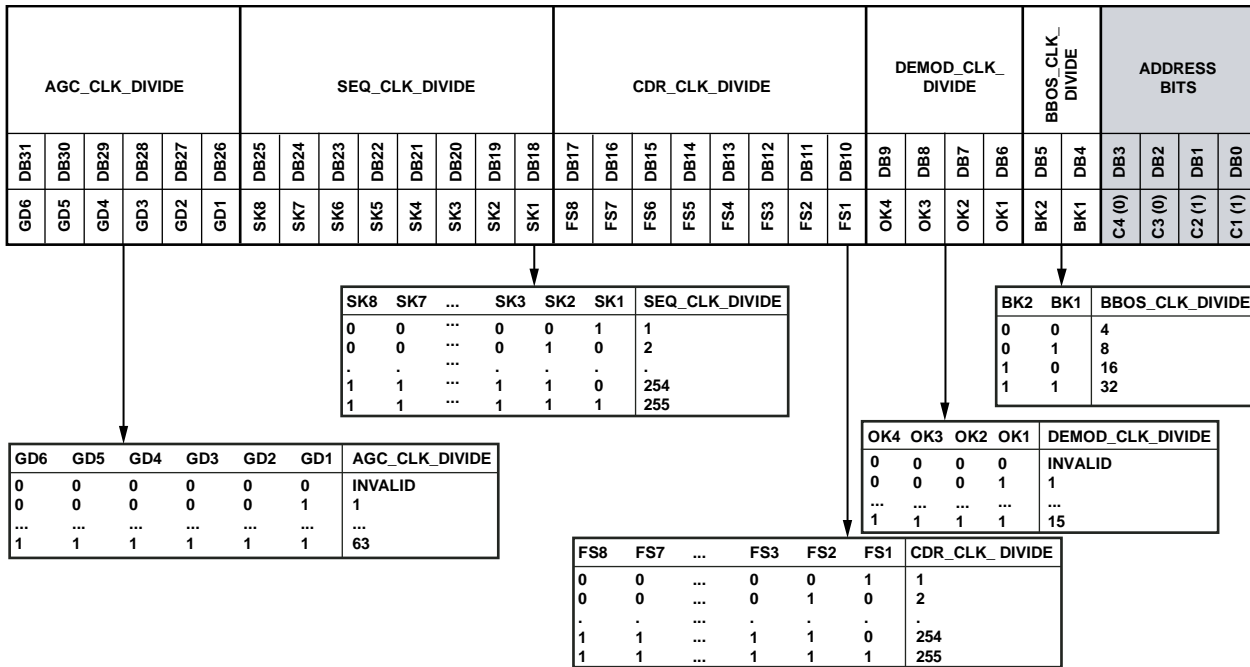 AGC_CLK_DIVIDE
SEQ_CLK_DIVIDE
CDR_CLK_DIVIDE
DEMOD_CLK_
DIVIDE
BBOS_CLK_
DIVIDE
ADDRESS
BITS
DB31 DB30 DB29 DB28 DB27 DB26 DB25 DB24 DB23 DB22 DB21 DB20 DB19 DB18 DB17 DB16 DB15 DB14 DB13 DB12 DB11 DB10 DB9 DB8 DB7 DB6 DB5 DB4 DB3 DB2 DB1 DB0
GD6 GD5 GD4 GD3 GD2 GD1 SK8 SK7 SK6 SK5 SK4 SK3 SK2 SK1 FS8 FS7 FS6 FS5 FS4 FS3 FS2 FS1 OK4 OK3 OK2 OK1 BK2 BK1 C4 (0) C3 (0) C2 (1) C1 (1)
SK8 SK7 ... SK3 SK2 SK1 SEQ_CLK_DIVIDE
0 0 ... 0 0 1 1
0 0 ... 0 1 0 2
. . ... . . . .
1 1 ... 1 1 0 254
1 1 ... 1 1 1 255
BK2 BK1 BBOS_CLK_DIVIDE
0 0 4
0 1 8
1 0 16
1 1 32
GD6 GD5 GD4 GD3 GD2 GD1 AGC_CLK_DIVIDE
0 0 0 0 0 0 INVALID
0 0 0 0 0 1 1
... ... ... ... ... ... ...
1 1 1 1 1 1 63
OK4 OK3 OK2 OK1 DEMOD_CLK_DIVIDE
0 0 0 0 INVALID
0 0 0 1 1
... ... ... ... ...
1 1 1 1 15
FS8 FS7 ... FS3 FS2 FS1 CDR_CLK_ DIVIDE
0 0 ... 0 0 1 1
0 0 ... 0 1 0 2
. . ... . . . .
1 1 ... 1 1 0 254
1 1 ... 1 1 1 255